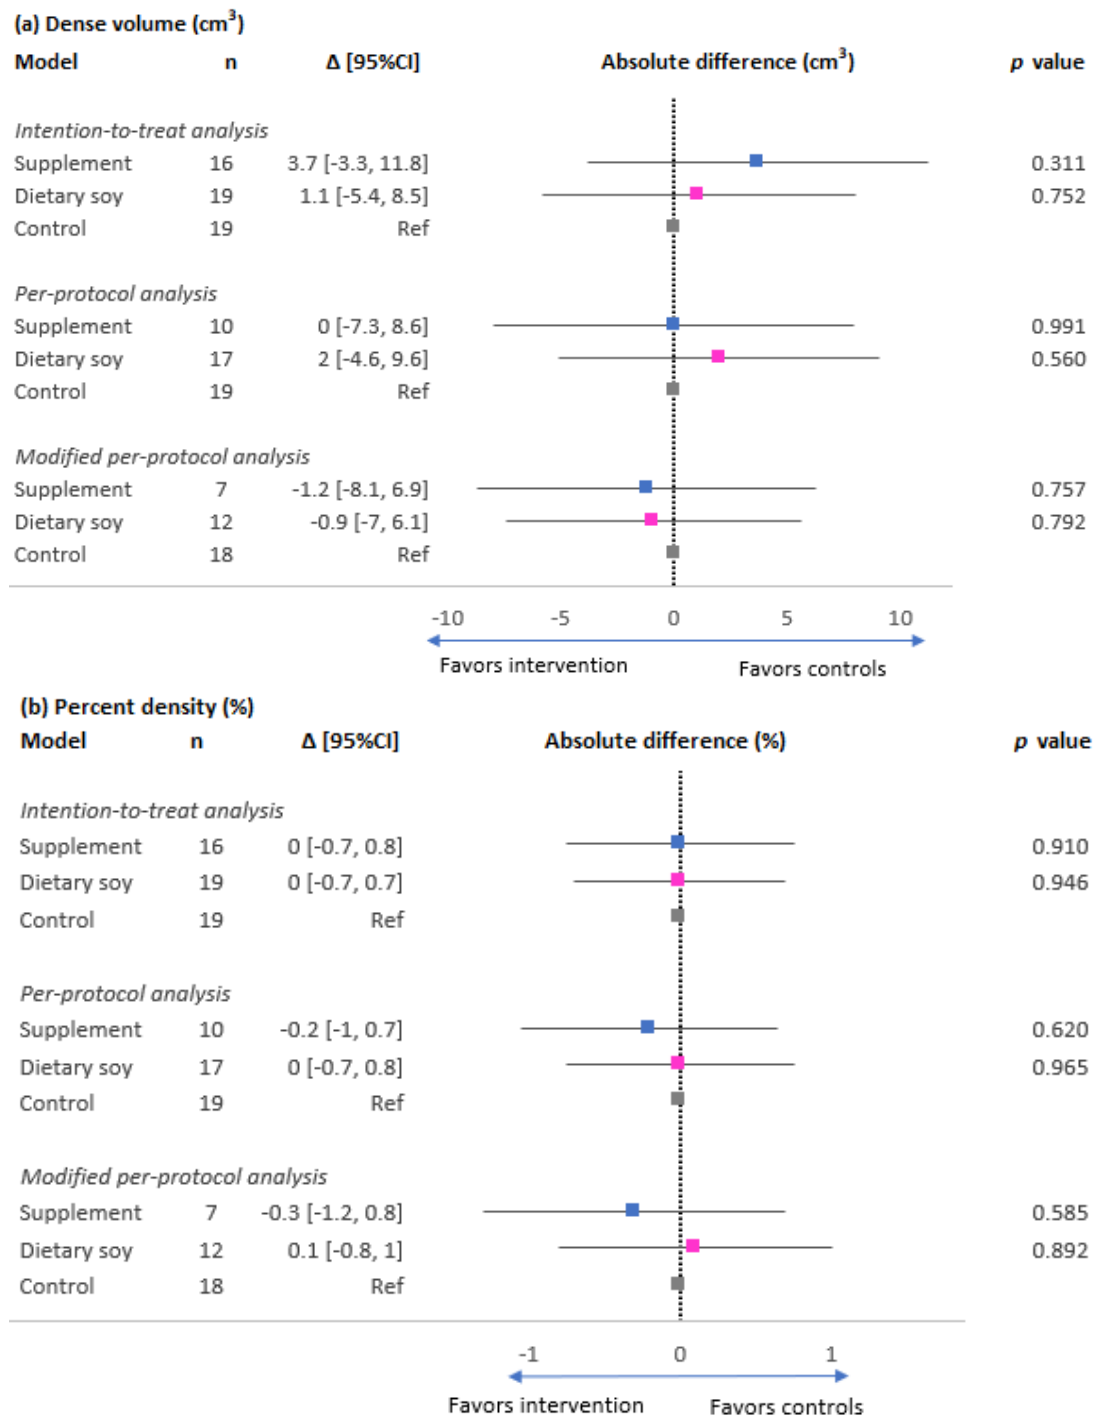 (a) Dense volume (cm³)
Model n Δ [95%CI] Absolute difference (cm³) p value
Intention-to-treat analysis
Supplement 16 3.7 [-3.3, 11.8] 0.311
Dietary soy 19 1.1 [-5.4, 8.5] 0.752
Control 19 Ref
Per-protocol analysis
Supplement 10 0 [-7.3, 8.6] 0.991
Dietary soy 17 2 [-4.6, 9.6] 0.560
Control 19 Ref
Modified per-protocol analysis
Supplement 7 -1.2 [-8.1, 6.9] 0.757
Dietary soy 12 -0.9 [-7, 6.1] 0.792
Control 18 Ref
-10 -5 0 5 10
Favors intervention Favors controls
(b) Percent density (%)
Model n Δ [95%CI] Absolute difference (%) p value
Intention-to-treat analysis
Supplement 16 0 [-0.7, 0.8] 0.910
Dietary soy 19 0 [-0.7, 0.7] 0.946
Control 19 Ref
Per-protocol analysis
Supplement 10 -0.2 [-1, 0.7] 0.620
Dietary soy 17 0 [-0.7, 0.8] 0.965
Control 19 Ref
Modified per-protocol analysis
Supplement 7 -0.3 [-1.2, 0.8] 0.585
Dietary soy 12 0.1 [-0.8, 1] 0.892
Control 18 Ref
-1 0 1
Favors intervention Favors controls